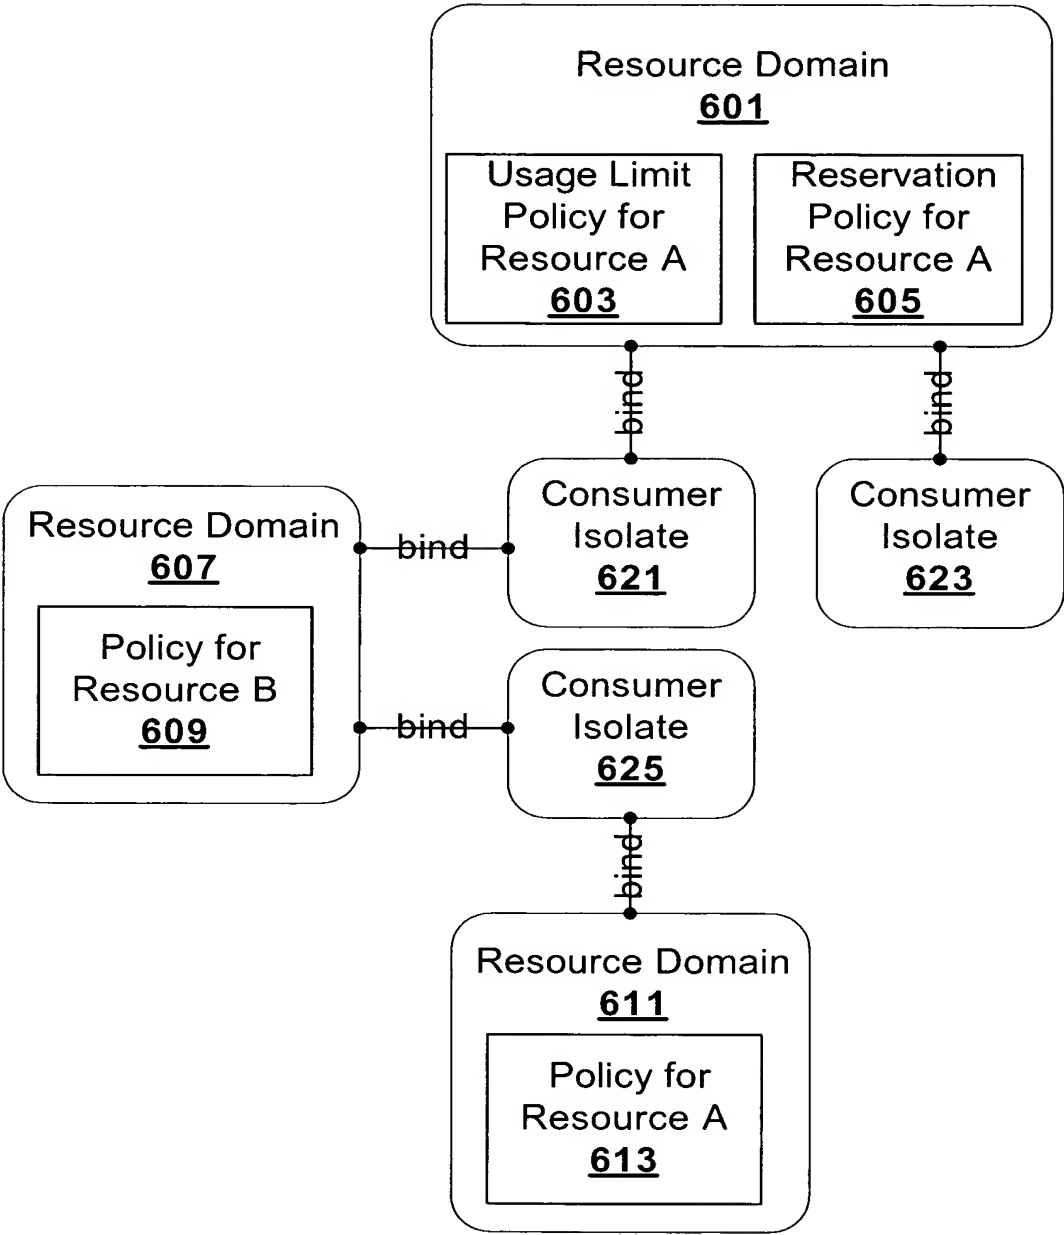 Resource Domain
601
Usage Limit
Policy for
Resource A
603
Reservation
Policy for
Resource A
605
bind
bind
Consumer
Isolate
621
Consumer
Isolate
623
Resource Domain
607
bind
Policy for
Resource B
609
bind
Consumer
Isolate
625
bind
Resource Domain
611
Policy for
Resource A
613